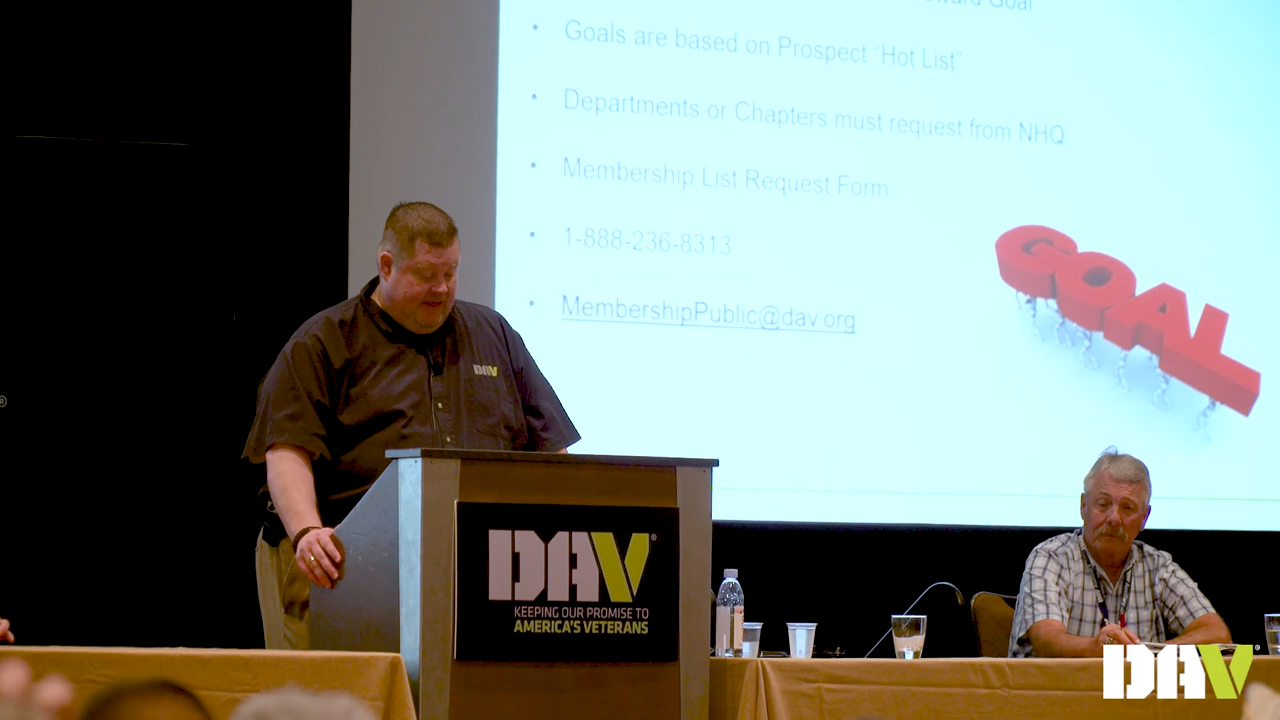 Goal
Goals are based on Prospect “Hot List”
Departments or Chapters must request from NHQ
Membership List Request Form
1-888-236-8313
MembershipPublic@dav.org
GOAL
DAV
DAV®
KEEPING OUR PROMISE TO
AMERICA'S VETERANS
DAV®
®